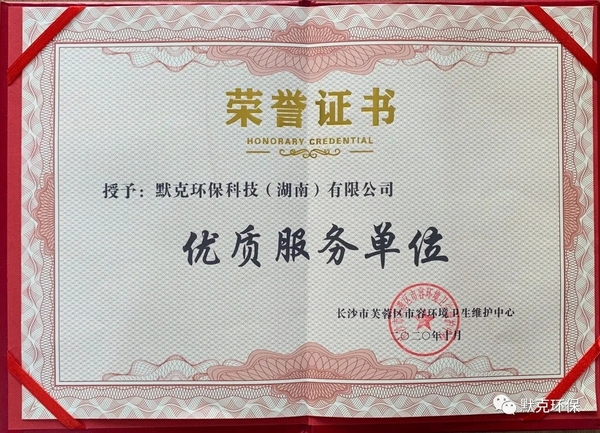 荣誉证书
HONORARY CREDENTIAL
授予：默克环保科技（湖南）有限公司
优质服务单位
长沙市芙蓉区市容环境卫生维护中心
二〇二〇年十月
默克环保